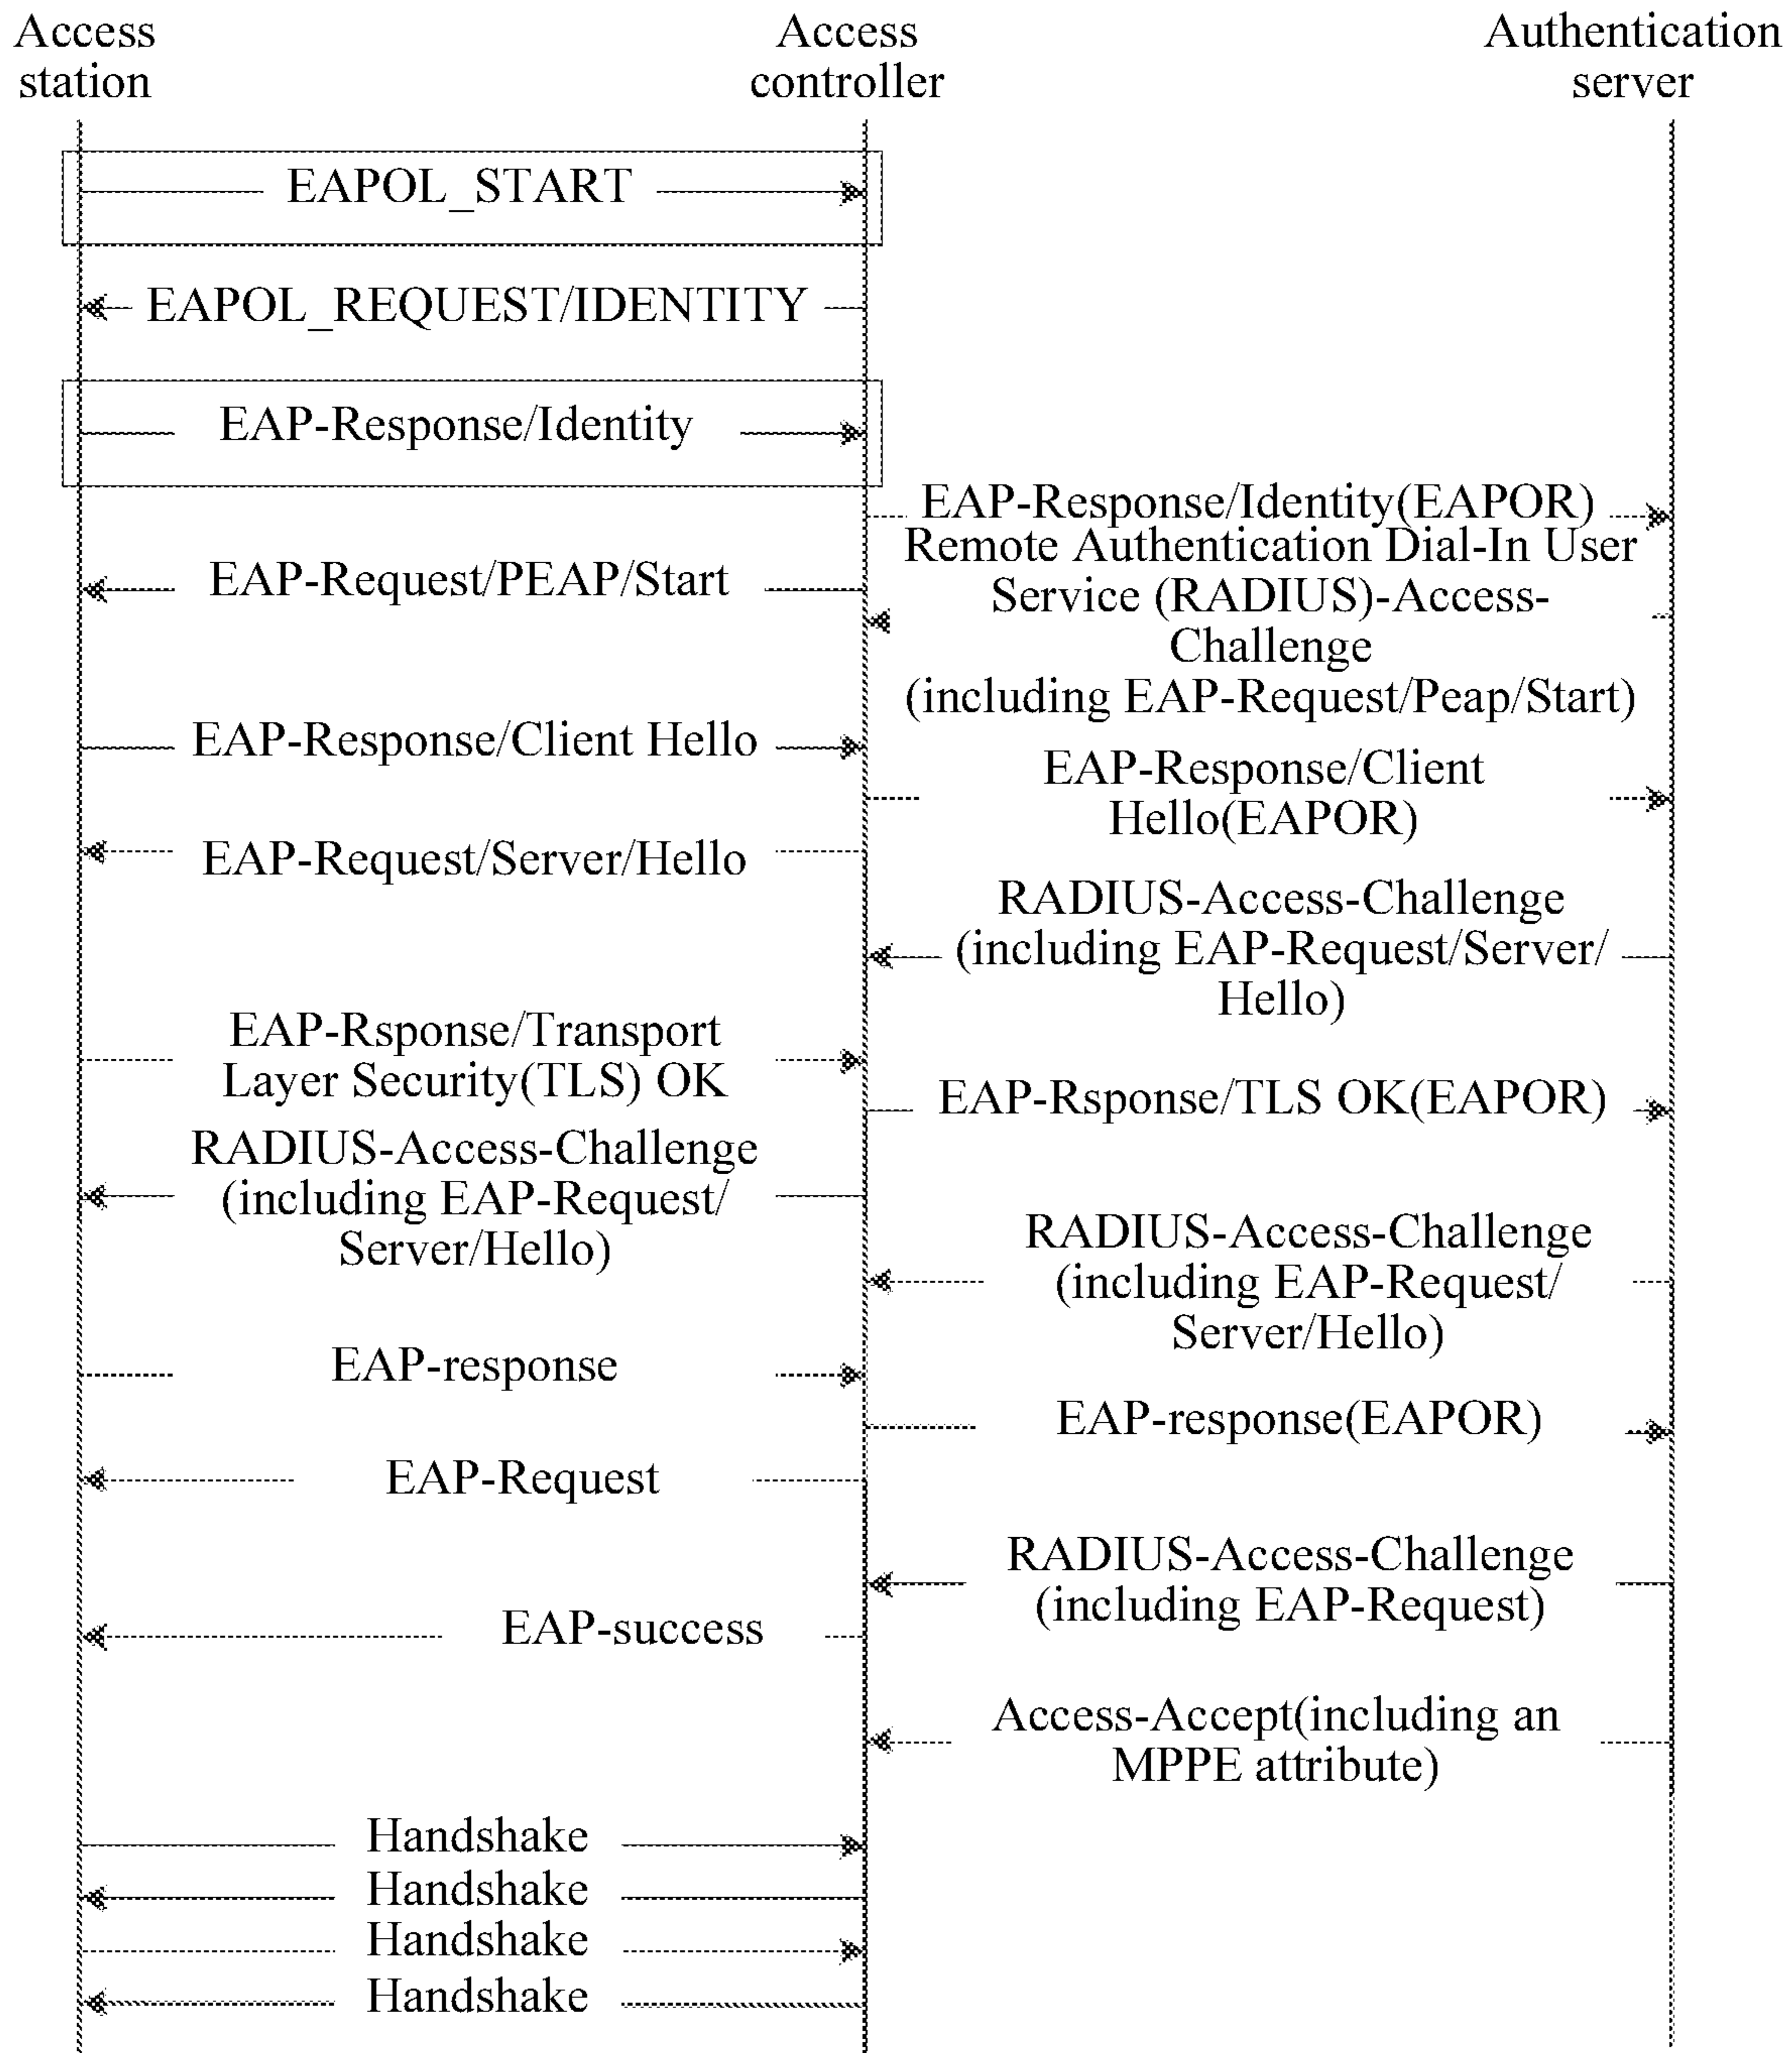 Access
station
Access
controller
Authentication
server
EAPOL_START
EAPOL_REQUEST/IDENTITY
EAP-Response/Identity
EAP-Response/Identity(EAPOR)
Remote Authentication Dial-In User
Service (RADIUS)-Access-
Challenge
(including EAP-Request/Peap/Start)
EAP-Request/PEAP/Start
EAP-Response/Client Hello
EAP-Response/Client
Hello(EAPOR)
EAP-Request/Server/Hello
RADIUS-Access-Challenge
(including EAP-Request/Server/
Hello)
EAP-Rsponse/Transport
Layer Security(TLS) OK
EAP-Rsponse/TLS OK(EAPOR)
RADIUS-Access-Challenge
(including EAP-Request/
Server/Hello)
RADIUS-Access-Challenge
(including EAP-Request/
Server/Hello)
EAP-response
EAP-response(EAPOR)
EAP-Request
RADIUS-Access-Challenge
(including EAP-Request)
EAP-success
Access-Accept(including an
MPPE attribute)
Handshake
Handshake
Handshake
Handshake